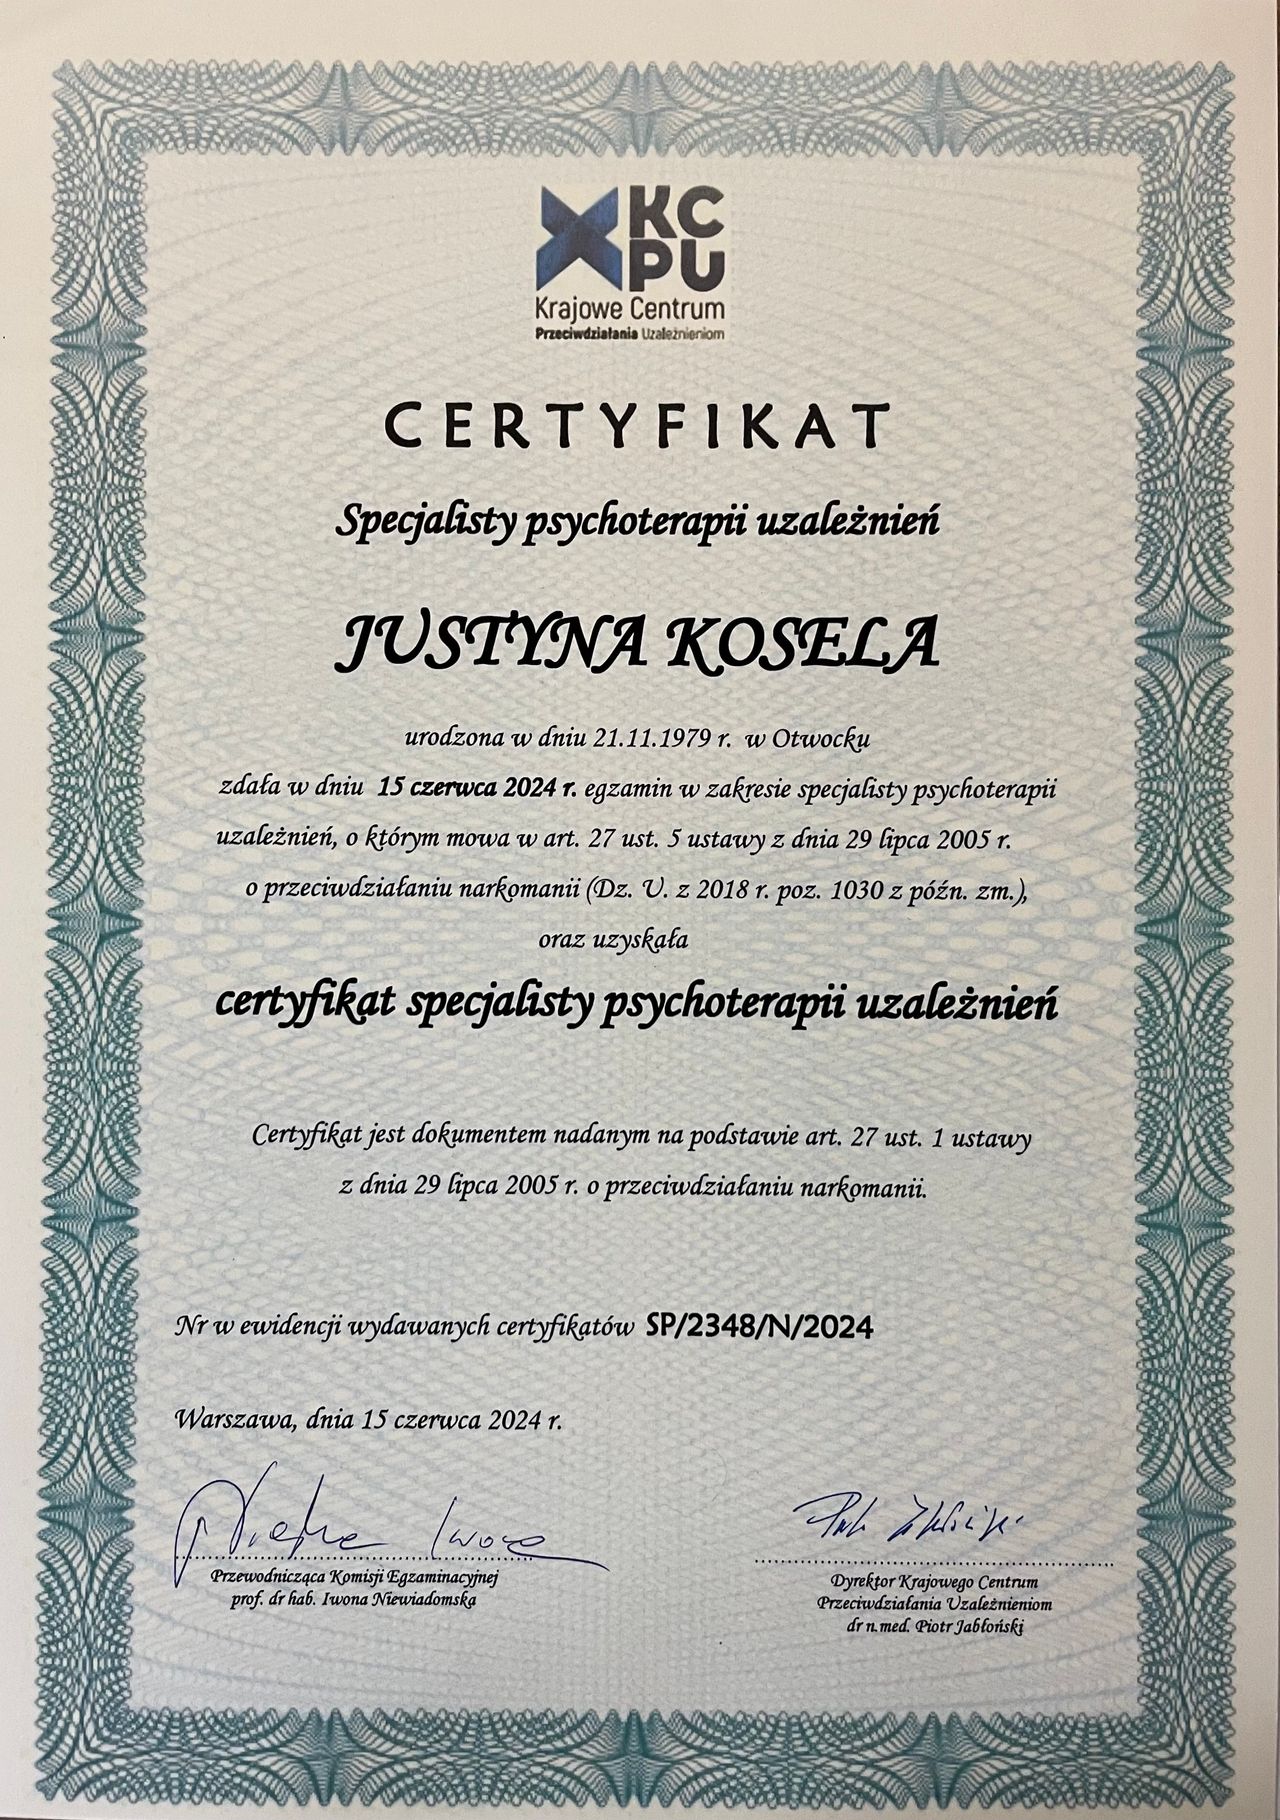 KC
PU
Krajowe Centrum
Przeciwdziałania Uzależnieniom
CERTYFIKAT
Specjalisty psychoterapii uzależnień
JUSTYNA KOSELA
urodzona w dniu 21.11.1979 r. w Otwocku
zdała w dniu 15 czerwca 2024 r. egzamin w zakresie specjalisty psychoterapii
uzależnień, o którym mowa w art. 27 ust. 5 ustawy z dnia 29 lipca 2005 r.
o przeciwdziałaniu narkomanii (Dz. U. z 2018 r. poz. 1030 z późn. zm.),
oraz uzyskała
certyfikat specjalisty psychoterapii uzależnień
Certyfikat jest dokumentem nadanym na podstawie art. 27 ust. 1 ustawy
z dnia 29 lipca 2005 r. o przeciwdziałaniu narkomanii.
Nr w ewidencji wydawanych certyfikatów SP/2348/N/2024
Warszawa, dnia 15 czerwca 2024 r.
Iwona
Przewodnicząca Komisji Egzaminacyjnej
prof. dr hab. Iwona Niewiadomska
Dyrektor Krajowego Centrum
Przeciwdziałania Uzależnieniom
dr n. med. Piotr Jabłoński